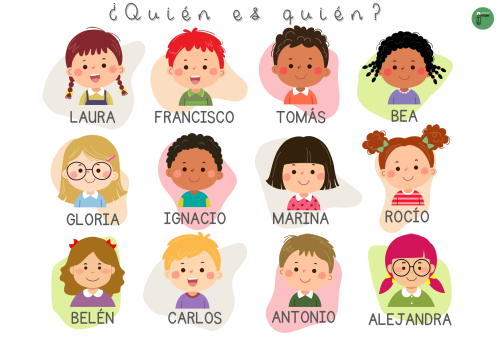 ¿Quién es quién?
LAURA FRANCISCO TOMÁS BEA
GLORIA IGNACIO MARINA ROCÍO
BELÉN CARLOS ANTONIO ALEJANDRA